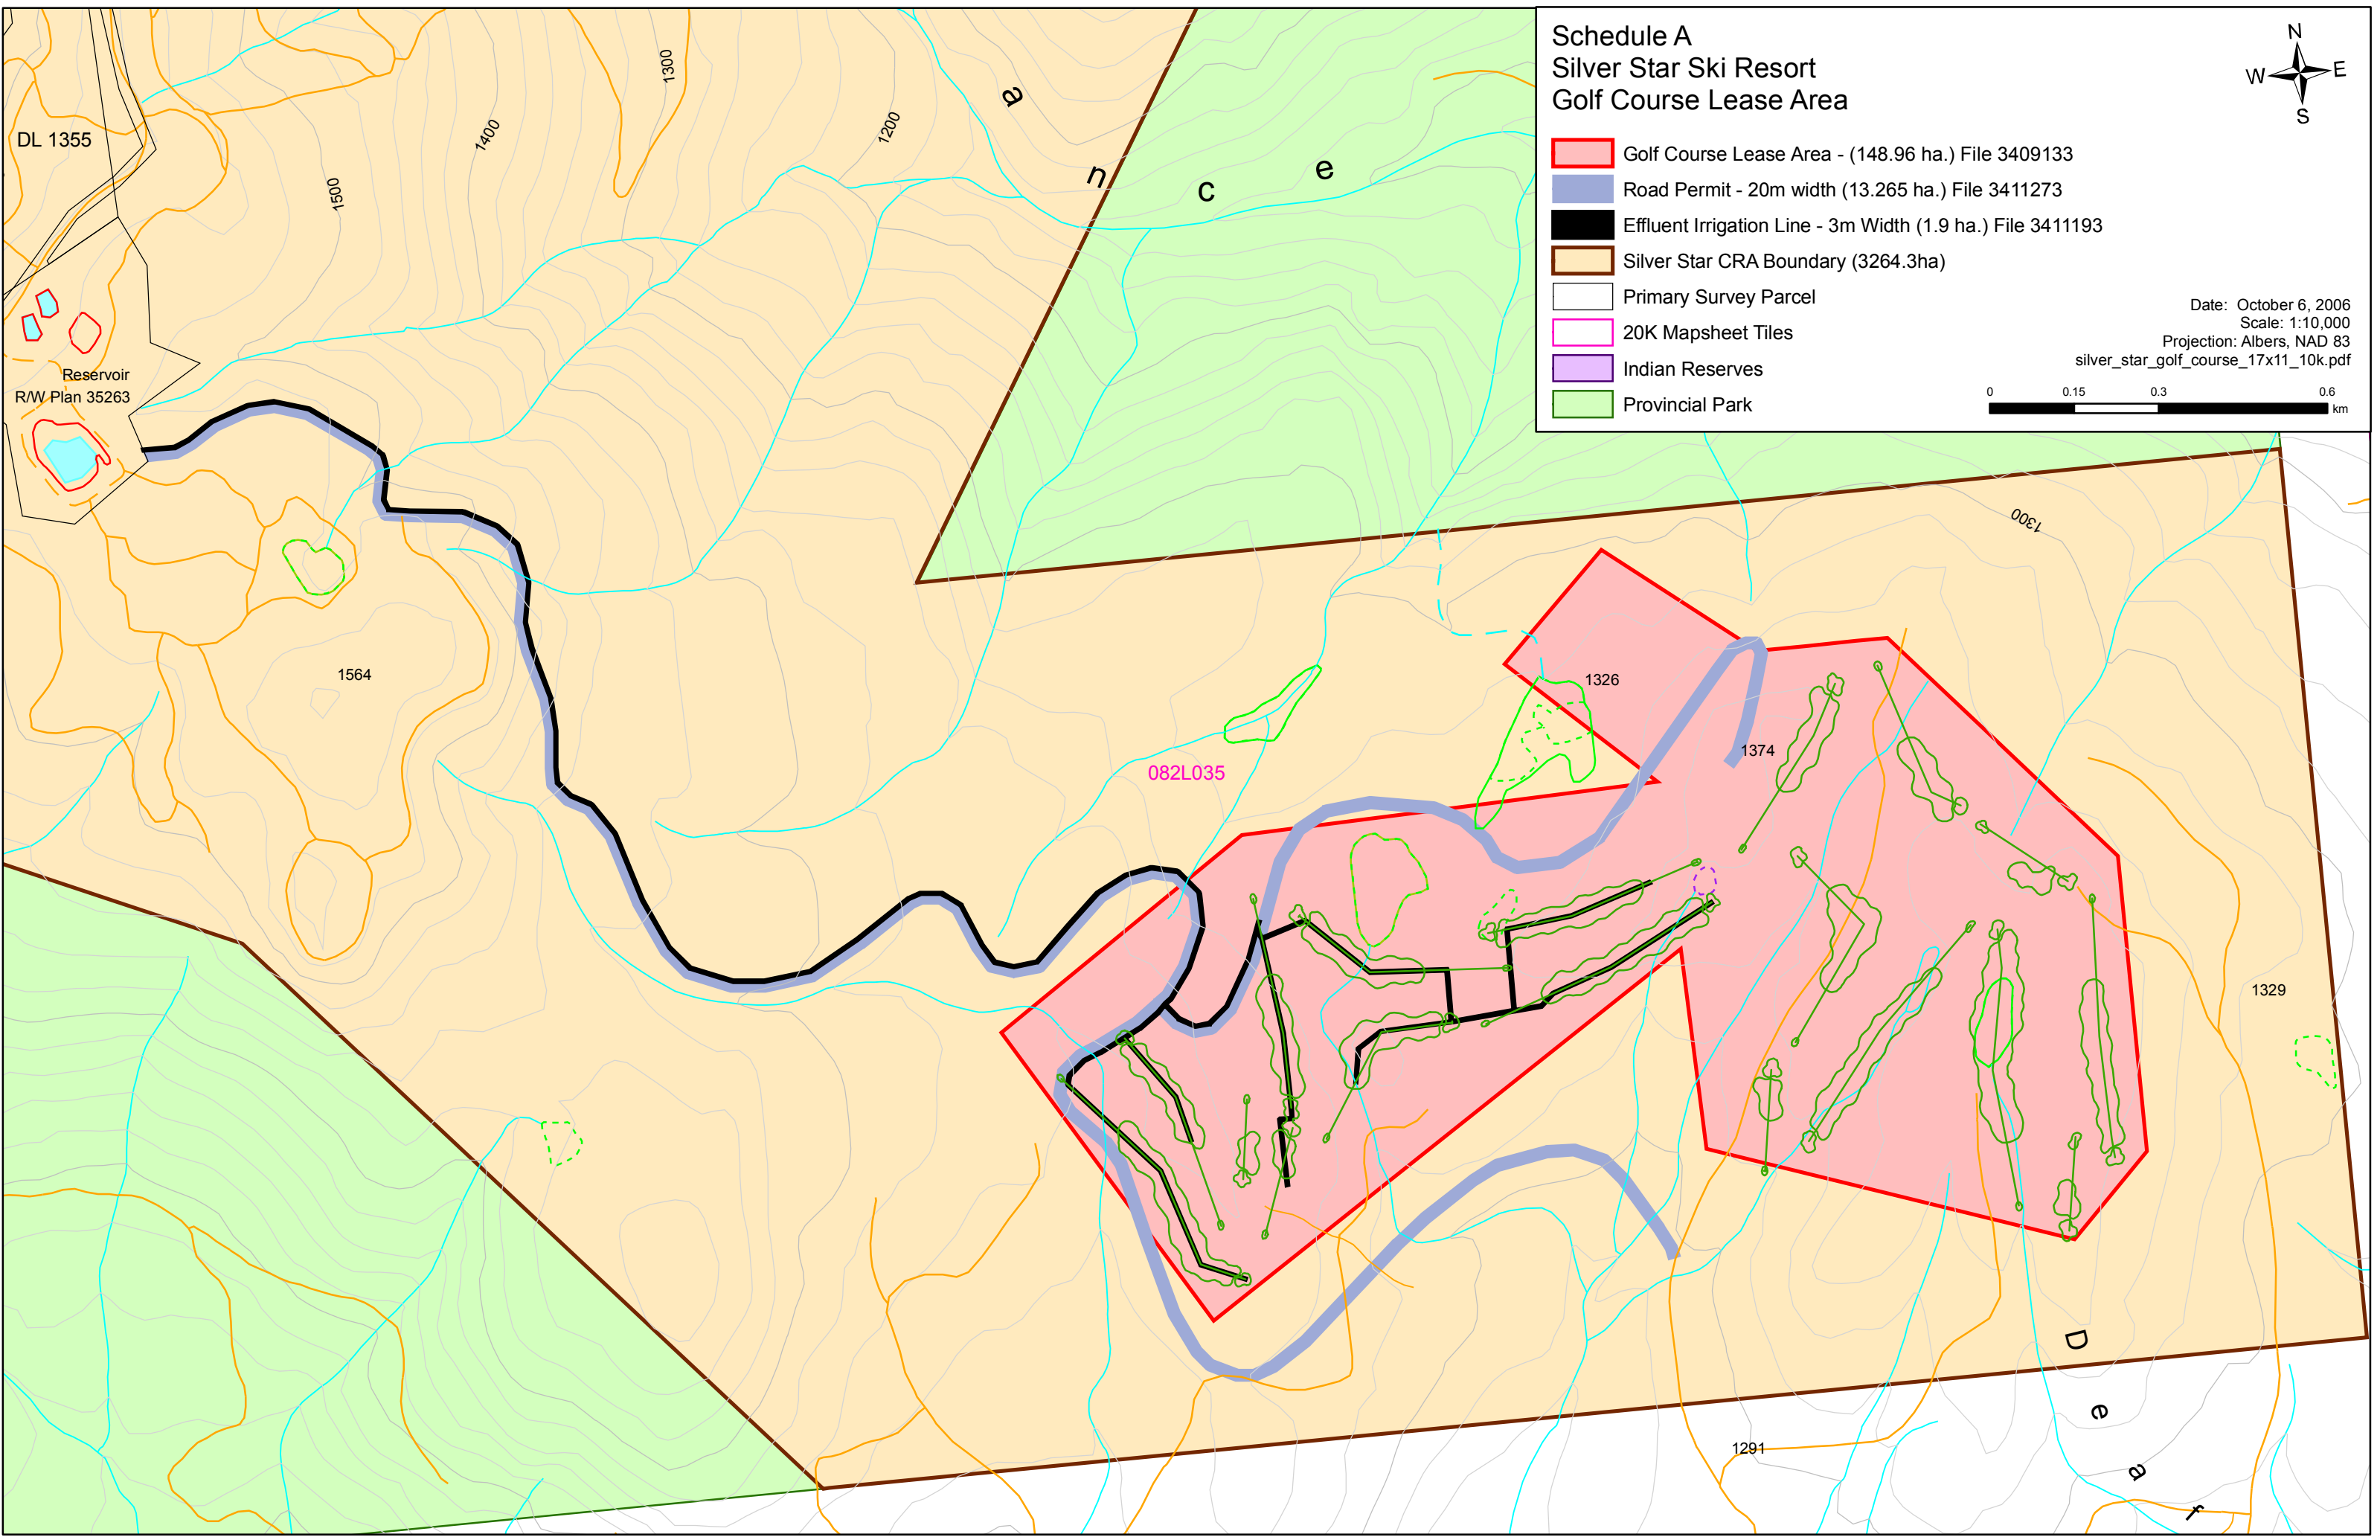 Schedule A
Silver Star Ski Resort
Golf Course Lease Area
N
W
E
S
Golf Course Lease Area - (148.96 ha.) File 3409133
Road Permit - 20m width (13.265 ha.) File 3411273
Effluent Irrigation Line - 3m Width (1.9 ha.) File 3411193
Silver Star CRA Boundary (3264.3ha)
Primary Survey Parcel
20K Mapsheet Tiles
Indian Reserves
Provincial Park
Date: October 6, 2006
Scale: 1:10,000
Projection: Albers, NAD 83
silver_star_golf_course_17x11_10k.pdf
0 0.15 0.3 0.6
km
DL 1355
1500
1400
1300
1200
a n c e
Reservoir
R/W Plan 35263
1300
1564
1326
1374
082L035
1329
1291
D e a f